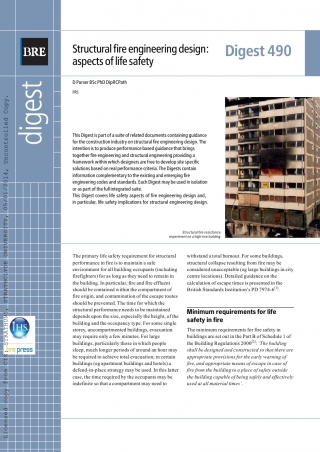 BRE
digest
Structural fire engineering design:
aspects of life safety
Digest 490
D Purser BSc PhD DipRCPath
FRS
This Digest is part of a suite of related documents containing guidance
for the construction industry on structural fire engineering design. The
intention is to produce performance-based guidance that brings
together fire engineering and structural engineering providing a
framework within which designers are free to develop site specific
solutions based on real performance criteria. The Digests contain
information complementary to the existing and emerging fire
engineering codes and standards. Each Digest may be used in isolation
or as part of the full integrated suite.
This Digest covers life safety aspects of fire engineering design and,
in particular, life safety implications for structural engineering design.
Structural fire resistance
experiment on a high-rise building
The primary life safety requirement for structural
performance in fire is to maintain a safe
environment for all building occupants (including
firefighters) for as long as they need to remain in
the building. In particular, fire and fire effluent
should be contained within the compartment of
fire origin, and contamination of the escape routes
should be prevented. The time for which the
structural performance needs to be maintained
depends upon the size, especially the height, of the
building and the occupancy type. For some single
storey, uncompartmented buildings, evacuation
may require only a few minutes. For large
buildings, particularly those in which people
sleep, much longer periods of around an hour may
be required to achieve total evacuation; in certain
buildings (eg apartment buildings and hotels) a
defend-in-place strategy may be used. In this latter
case, the time required by the occupants may be
indefinite so that a compartment may need to
withstand a total burnout. For some buildings,
structural collapse resulting from fire may be
considered unacceptable (eg large buildings in city
centre locations). Detailed guidance on the
calculation of escape times is presented in the
British Standards Institution's PD 7974-6[1].
Minimum requirements for life
safety in fire
The minimum requirements for fire safety in
buildings are set out in the Part B of Schedule 1 of
the Building Regulations 2000[2]: 'The building
shall be designed and constructed so that there are
appropriate provisions for the early warning of
fire, and appropriate means of escape in case of
fire from the building to a place of safety outside
the building capable of being safely and effectively
used at all material times'.
IHS
bre press